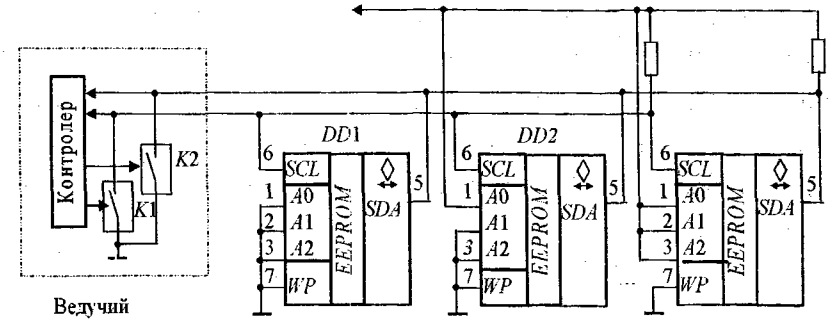 Контролер
K1
K2
Ведучий
DD1
6
SCL
1
A0
2
A1
3
A2
7
WP
EEPROM
SDA
5
DD2
6
SCL
1
A0
A1
3
A2
7
WP
EEPROM
SDA
5
6
SCL
1
A0
2
A1
3
A2
7
WP
EEPROM
SDA
5